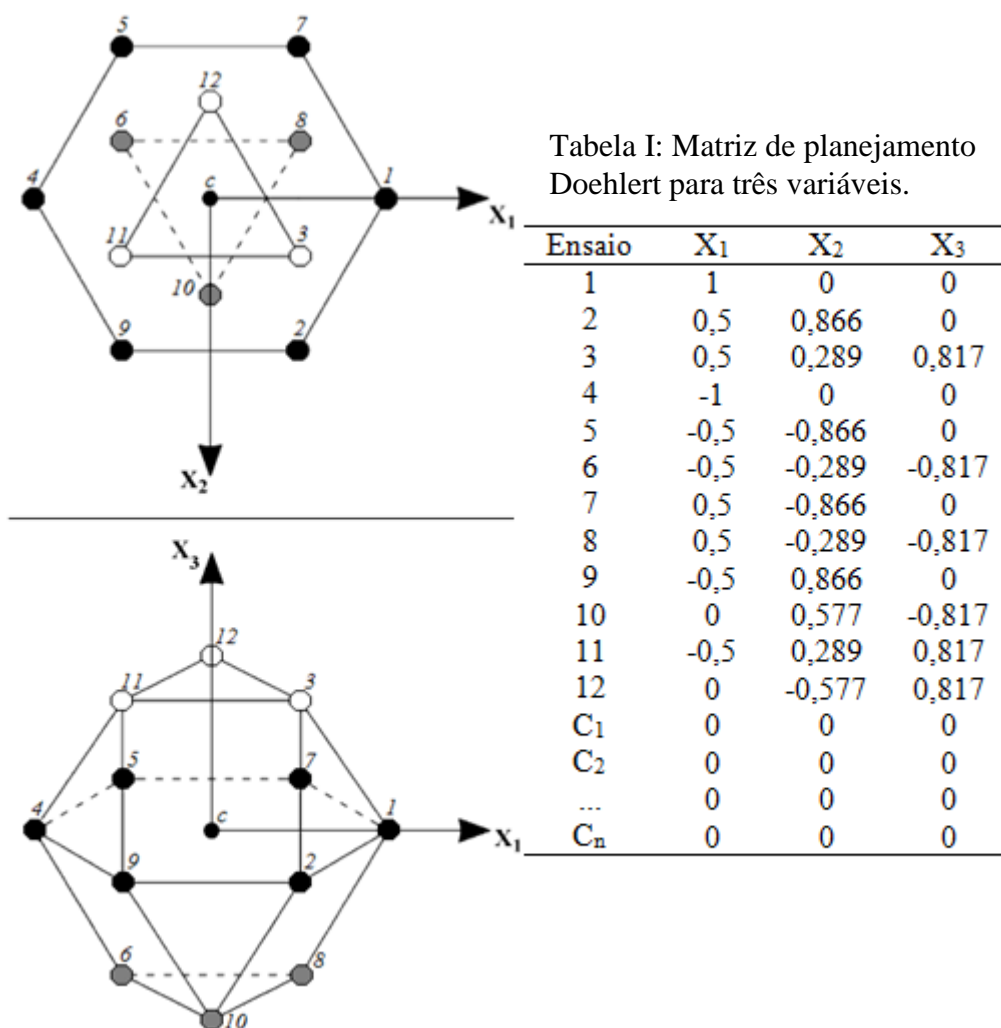 5
7
12
6
8
4
1
c
X1
11
3
10
9
2
X2
X3
12
11
3
5
7
4
1
c
X1
9
2
6
8
10
Tabela I: Matriz de planejamento
Doehlert para três variáveis.
Ensaio X1 X2 X3
1 1 0 0
2 0,5 0,866 0
3 0,5 0,289 0,817
4 -1 0 0
5 -0,5 -0,866 0
6 -0,5 -0,289 -0,817
7 0,5 -0,866 0
8 0,5 -0,289 -0,817
9 -0,5 0,866 0
10 0 0,577 -0,817
11 -0,5 0,289 0,817
12 0 -0,577 0,817
C1 0 0 0
C2 0 0 0
... 0 0 0
Cn 0 0 0